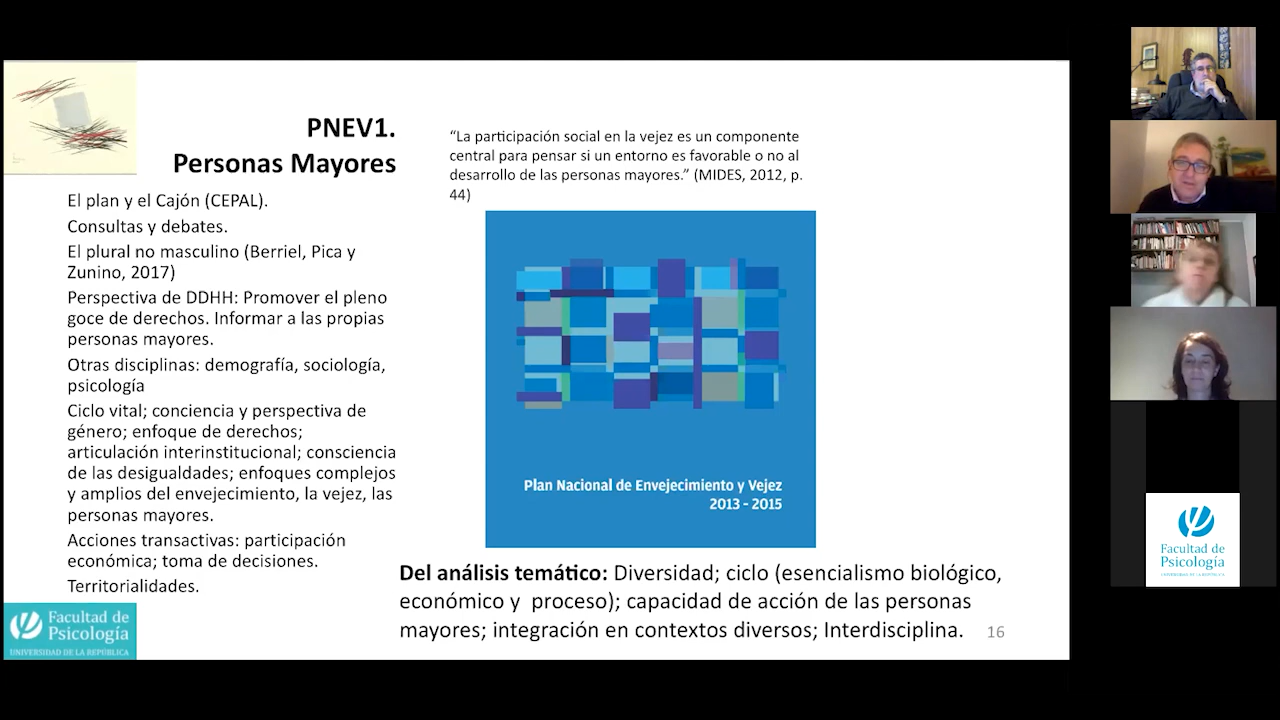 PNEV1.
Personas Mayores
El plan y el Cajón (CEPAL).
Consultas y debates.
El plural no masculino (Berriel, Pica y
Zunino, 2017)
Perspectiva de DDHH: Promover el pleno
goce de derechos. Informar a las propias
personas mayores.
Otras disciplinas: demografía, sociología,
psicología
Ciclo vital; conciencia y perspectiva de
género; enfoque de derechos;
articulación interinstitucional; consciencia
de las desigualdades; enfoques complejos
y amplios del envejecimiento, la vejez, las
personas mayores.
Acciones transactivas: participación
económica; toma de decisiones.
Territorialidades.
“La participación social en la vejez es un componente
central para pensar si un entorno es favorable o no al
desarrollo de las personas mayores.” (MIDES, 2012, p.
44)
Plan Nacional de Envejecimiento y Vejez
2013 - 2015
Del análisis temático: Diversidad; ciclo (esencialismo biológico,
económico y proceso); capacidad de acción de las personas
mayores; integración en contextos diversos; Interdisciplina.
16
Facultad de
Psicología
UNIVERSIDAD DE LA REPÚBLICA
Facultad de
Psicología
UNIVERSIDAD DE LA REPÚBLICA